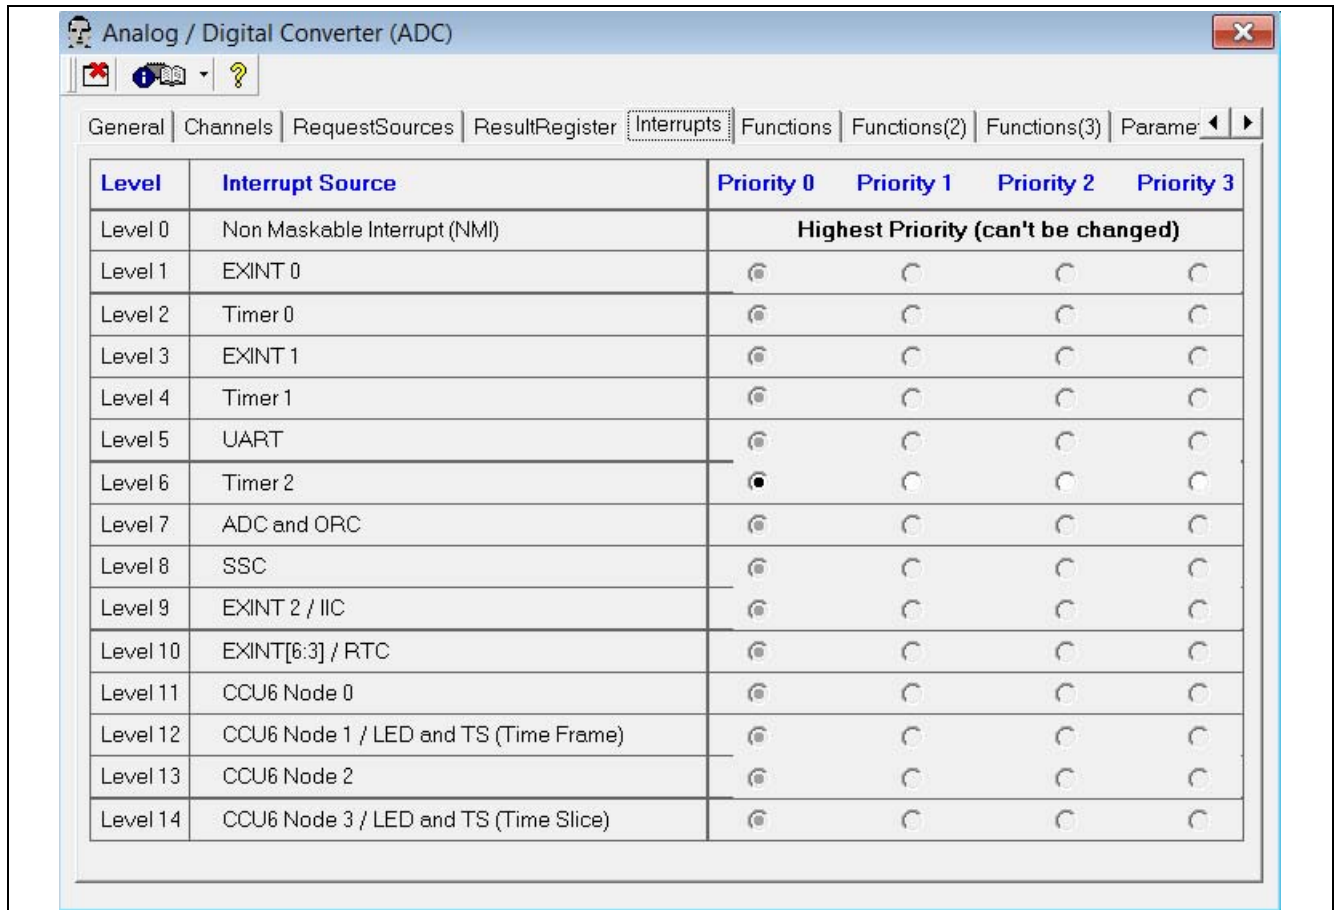 Analog / Digital Converter (ADC)
General Channels RequestSources ResultRegister Interrupts Functions Functions(2) Functions(3) Parame
Level Interrupt Source Priority 0 Priority 1 Priority 2 Priority 3
Level 0 Non Maskable Interrupt (NMI) Highest Priority (can't be changed)
Level 1 EXINT 0
Level 2 Timer 0
Level 3 EXINT 1
Level 4 Timer 1
Level 5 UART
Level 6 Timer 2
Level 7 ADC and ORC
Level 8 SSC
Level 9 EXINT 2 / IIC
Level 10 EXINT[6:3] / RTC
Level 11 CCU6 Node 0
Level 12 CCU6 Node 1 / LED and TS (Time Frame)
Level 13 CCU6 Node 2
Level 14 CCU6 Node 3 / LED and TS (Time Slice)